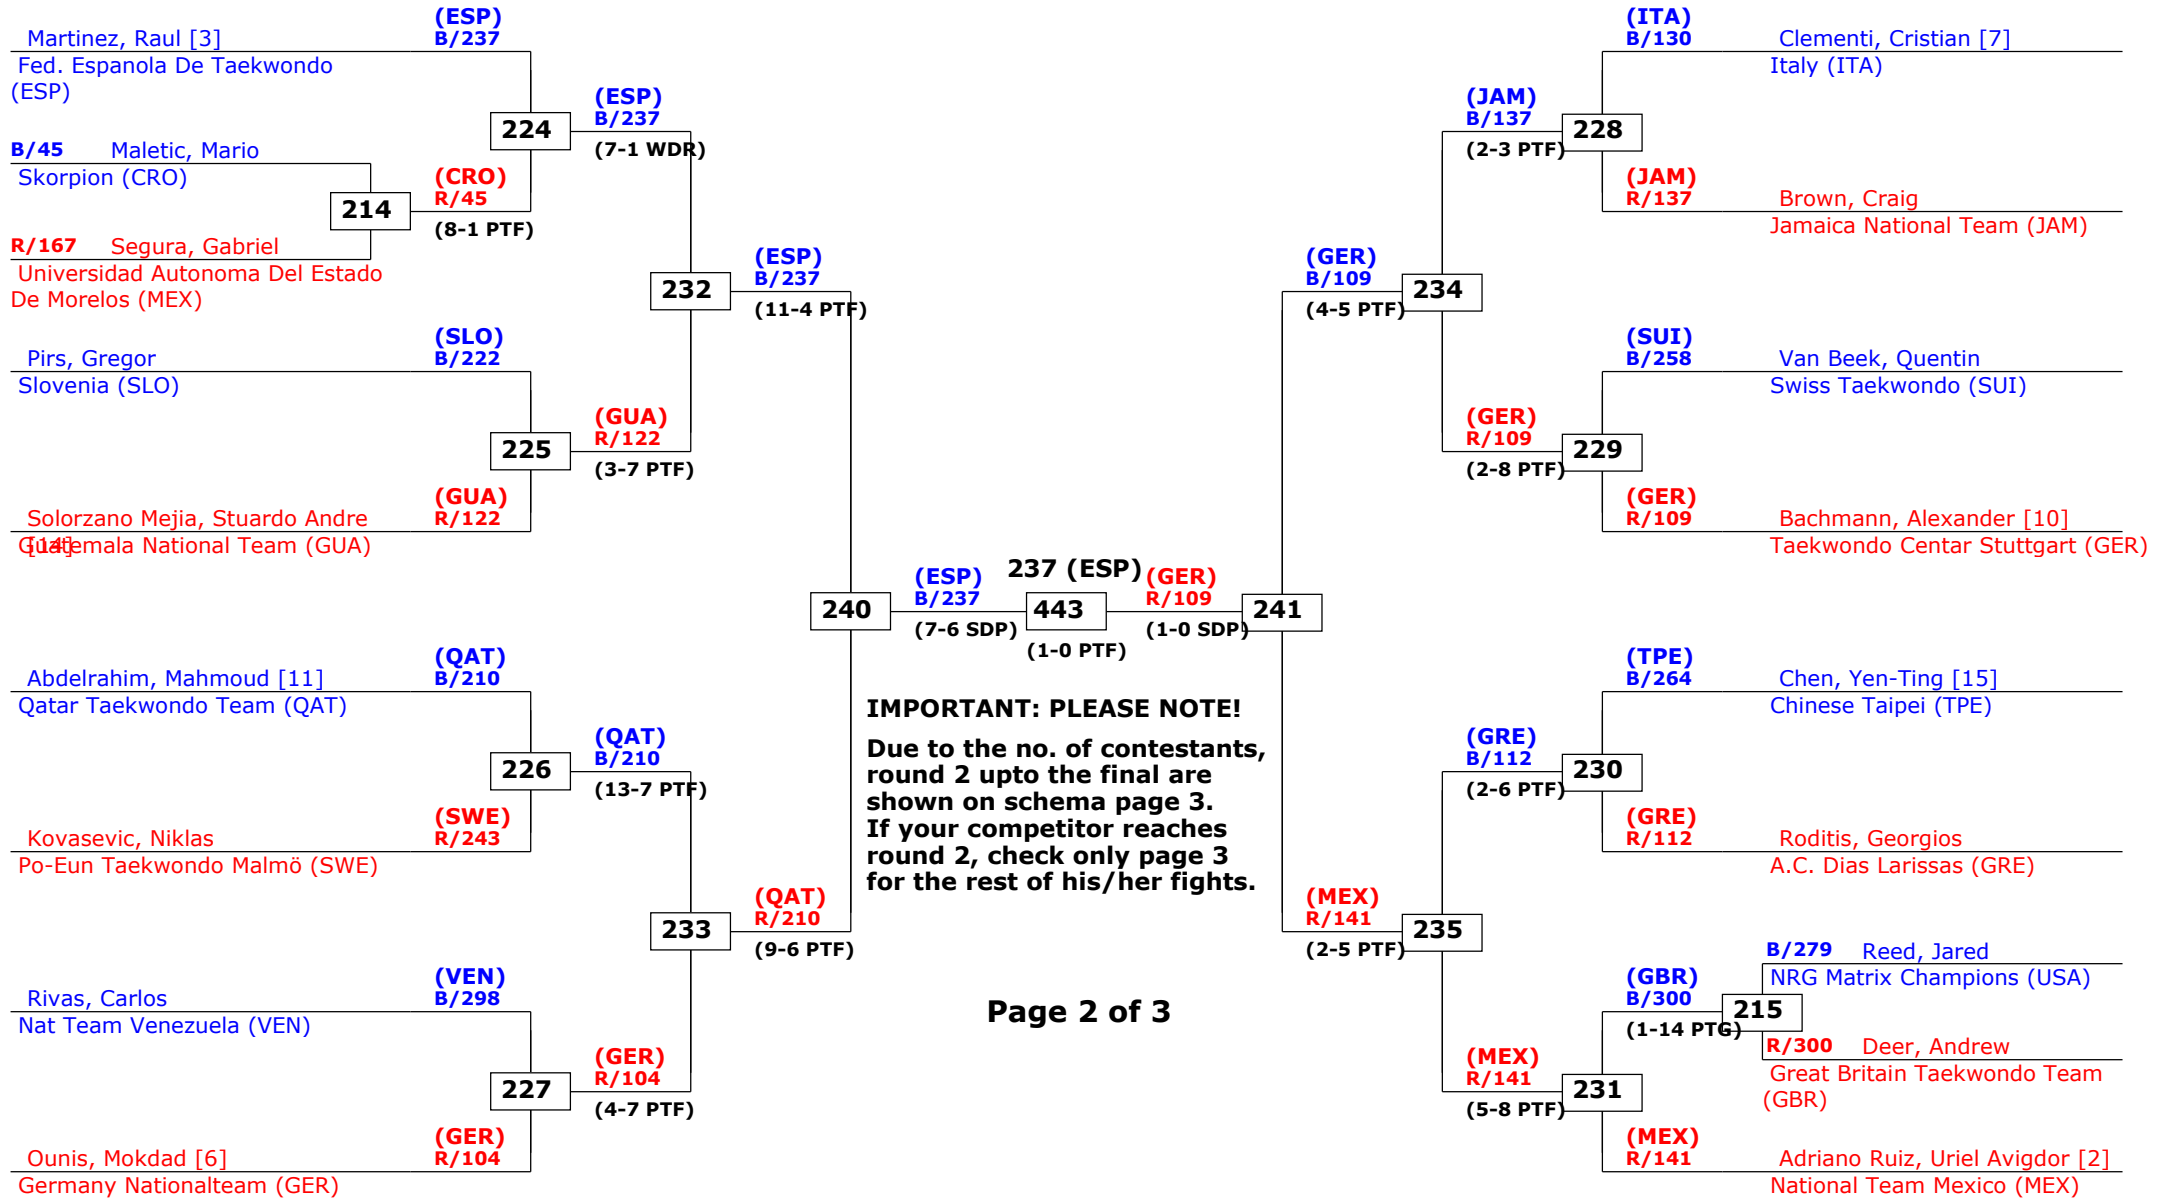 (ESP)
Martinez, Raul [3] B/237
Fed. Espanola De Taekwondo
(ESP)
(ESP)
B/237
224
(7-1 WDR)
B/45 Maletic, Mario
Skorpion (CRO)
(CRO)
R/45
214
(8-1 PTF)
R/167 Segura, Gabriel
Universidad Autonoma Del Estado
De Morelos (MEX)
(ESP)
B/237
232
(11-4 PTF)
(SLO)
Pirs, Gregor B/222
Slovenia (SLO)
(GUA)
R/122
225
(3-7 PTF)
(GUA)
Solorzano Mejia, Stuardo Andre R/122
[14]
Guatemala National Team (GUA)
(ESP)
B/237
240
(7-6 SDP)
237 (ESP)
443
(1-0 PTF)
(GER)
R/109
241
(1-0 SDP)
(QAT)
Abdelrahim, Mahmoud [11] B/210
Qatar Taekwondo Team (QAT)
(QAT)
B/210
226
(13-7 PTF)
(SWE)
Kovasevic, Niklas R/243
Po-Eun Taekwondo Malmö (SWE)
(QAT)
R/210
233
(9-6 PTF)
(VEN)
Rivas, Carlos B/298
Nat Team Venezuela (VEN)
(GER)
R/104
227
(4-7 PTF)
(GER)
Ounis, Mokdad [6] R/104
Germany Nationalteam (GER)
IMPORTANT: PLEASE NOTE!
Due to the no. of contestants,
round 2 upto the final are
shown on schema page 3.
If your competitor reaches
round 2, check only page 3
for the rest of his/her fights.
Page 2 of 3
(ITA)
B/130 Clementi, Cristian [7]
Italy (ITA)
(JAM)
B/137
228
(2-3 PTF)
(JAM)
R/137 Brown, Craig
Jamaica National Team (JAM)
(GER)
B/109
234
(4-5 PTF)
(SUI)
B/258 Van Beek, Quentin
Swiss Taekwondo (SUI)
(GER)
R/109
229
(2-8 PTF)
(GER)
R/109 Bachmann, Alexander [10]
Taekwondo Centar Stuttgart (GER)
(TPE)
B/264 Chen, Yen-Ting [15]
Chinese Taipei (TPE)
(GRE)
B/112
230
(2-6 PTF)
(GRE)
R/112 Roditis, Georgios
A.C. Dias Larissas (GRE)
(MEX)
R/141
235
(2-5 PTF)
B/279 Reed, Jared
NRG Matrix Champions (USA)
(GBR)
B/300
215
(1-14 PTG)
R/300 Deer, Andrew
Great Britain Taekwondo Team
(GBR)
(MEX)
R/141
231
(5-8 PTF)
(MEX)
R/141 Adriano Ruiz, Uriel Avigdor [2]
National Team Mexico (MEX)